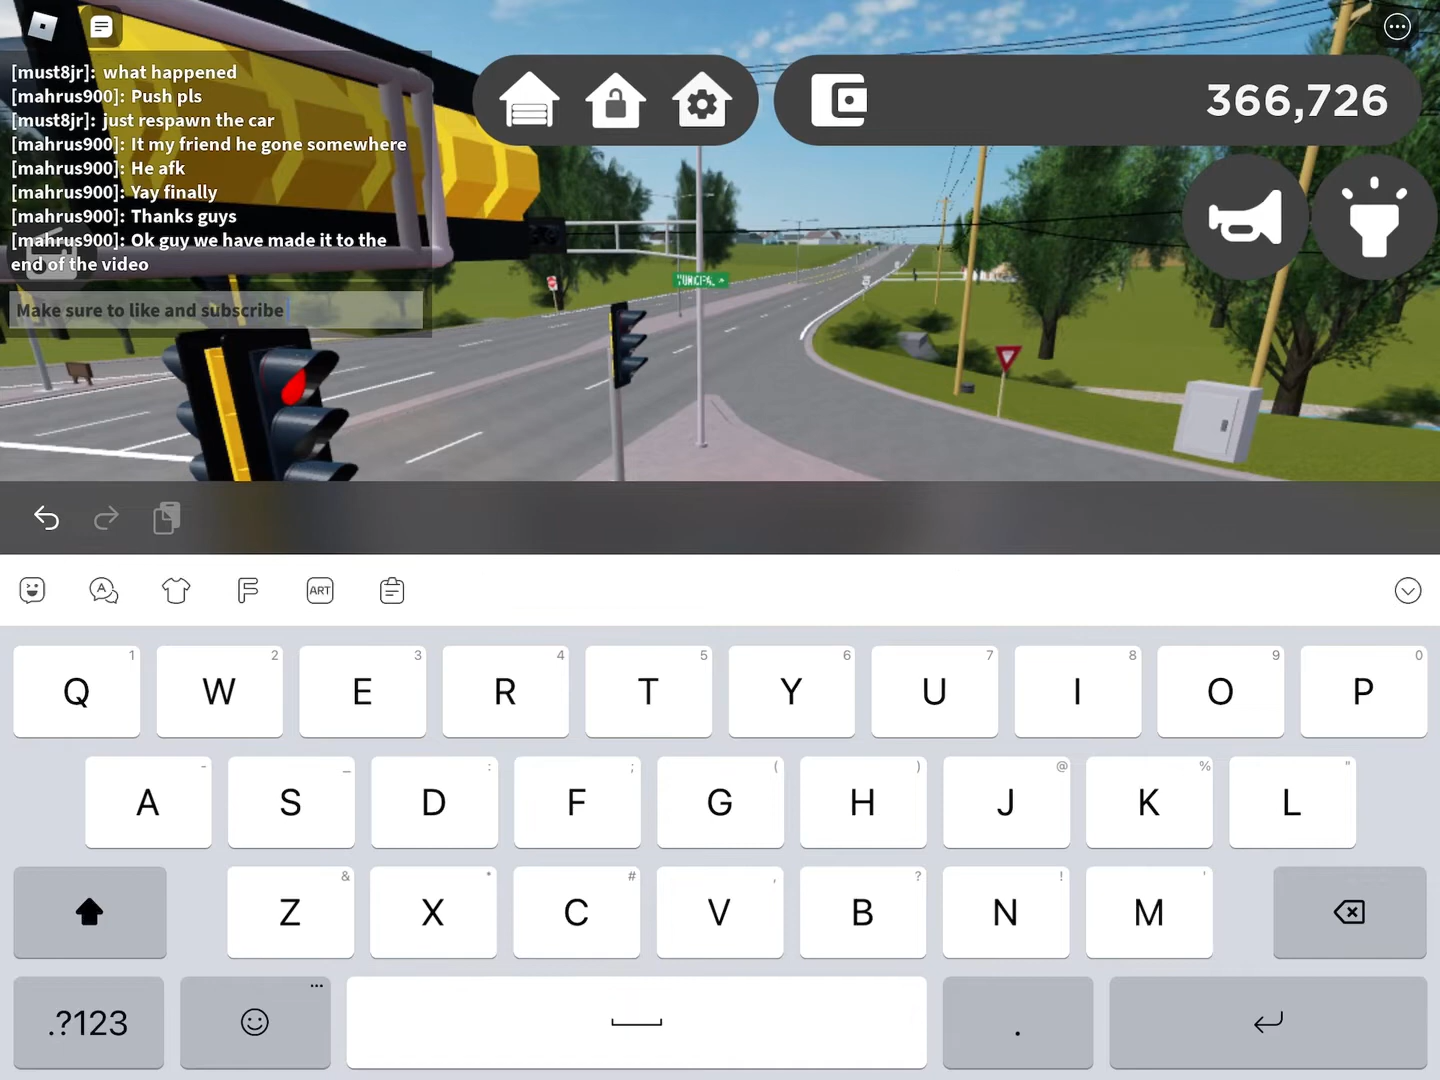 [must8jr]: what happened
[mahrus900]: Push pls
[must8jr]: just respawn the car
[mahrus900]: It my friend he gone somewhere
[mahrus900]: He afk
[mahrus900]: Yay finally
[mahrus900]: Thanks guys
[mahrus900]: Ok guy we have made it to the
end of the video
Make sure to like and subscribe
366,726
ART
1 2 3 4 5 6 7 8 9 0
Q W E R T Y U I O P
- _ : ; ( ) @ % "
A S D F G H J K L
& * # , ? ! '
Z X C V B N M
.?123 .